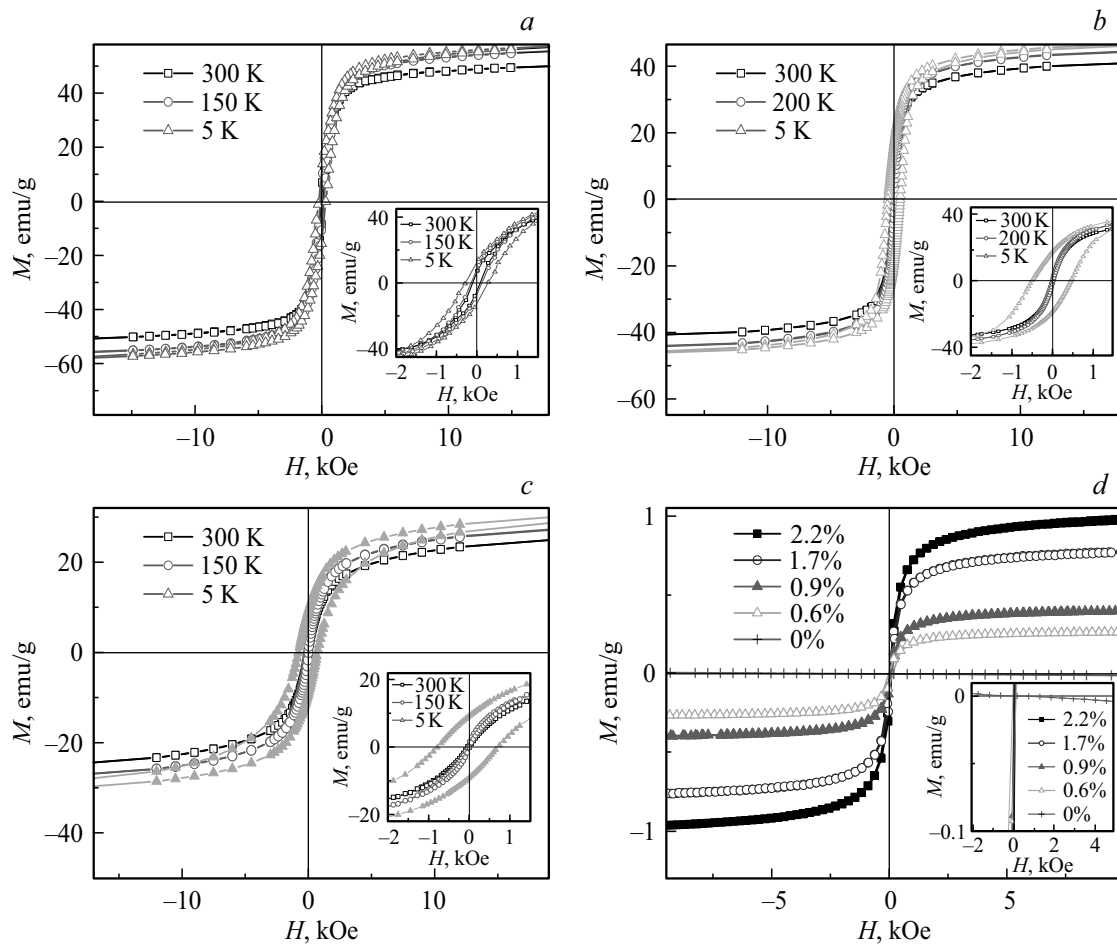 a
300 K
150 K
5 K
M, emu/g
40
20
0
–20
–40
–60
–10
0
10
H, kOe
300 K
150 K
5 K
M, emu/g
40
0
–40
–2
–1
0
1
H, kOe
b
300 K
200 K
5 K
M, emu/g
40
20
0
–20
–40
–60
–10
0
10
H, kOe
300 K
200 K
5 K
M, emu/g
40
0
–40
–2
–1
0
1
H, kOe
c
300 K
150 K
5 K
M, emu/g
20
0
–20
–40
–10
0
10
H, kOe
300 K
150 K
5 K
M, emu/g
20
10
0
–10
–20
–2
–1
0
1
H, kOe
d
2.2%
1.7%
0.9%
0.6%
0%
M, emu/g
1
0
–1
–5
0
5
H, kOe
2.2%
1.7%
0.9%
0.6%
0%
M, emu/g
0
–0.1
–2
0
2
4
H, kOe